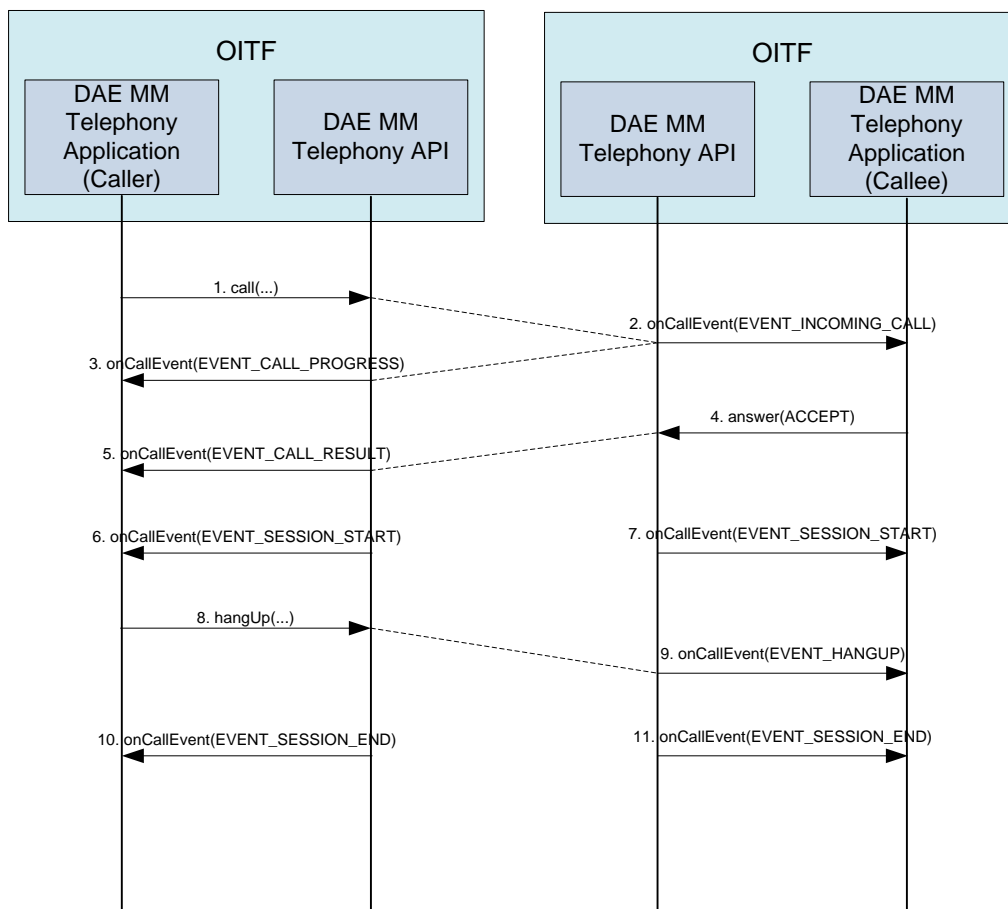 OITF
DAE MM
Telephony
Application
(Caller)
DAE MM
Telephony API
OITF
DAE MM
Telephony API
DAE MM
Telephony
Application
(Callee)
1. call(...)
2. onCallEvent(EVENT_INCOMING_CALL)
3. onCallEvent(EVENT_CALL_PROGRESS)
4. answer(ACCEPT)
5. onCallEvent(EVENT_CALL_RESULT)
6. onCallEvent(EVENT_SESSION_START)
7. onCallEvent(EVENT_SESSION_START)
8. hangUp(...)
9. onCallEvent(EVENT_HANGUP)
10. onCallEvent(EVENT_SESSION_END)
11. onCallEvent(EVENT_SESSION_END)